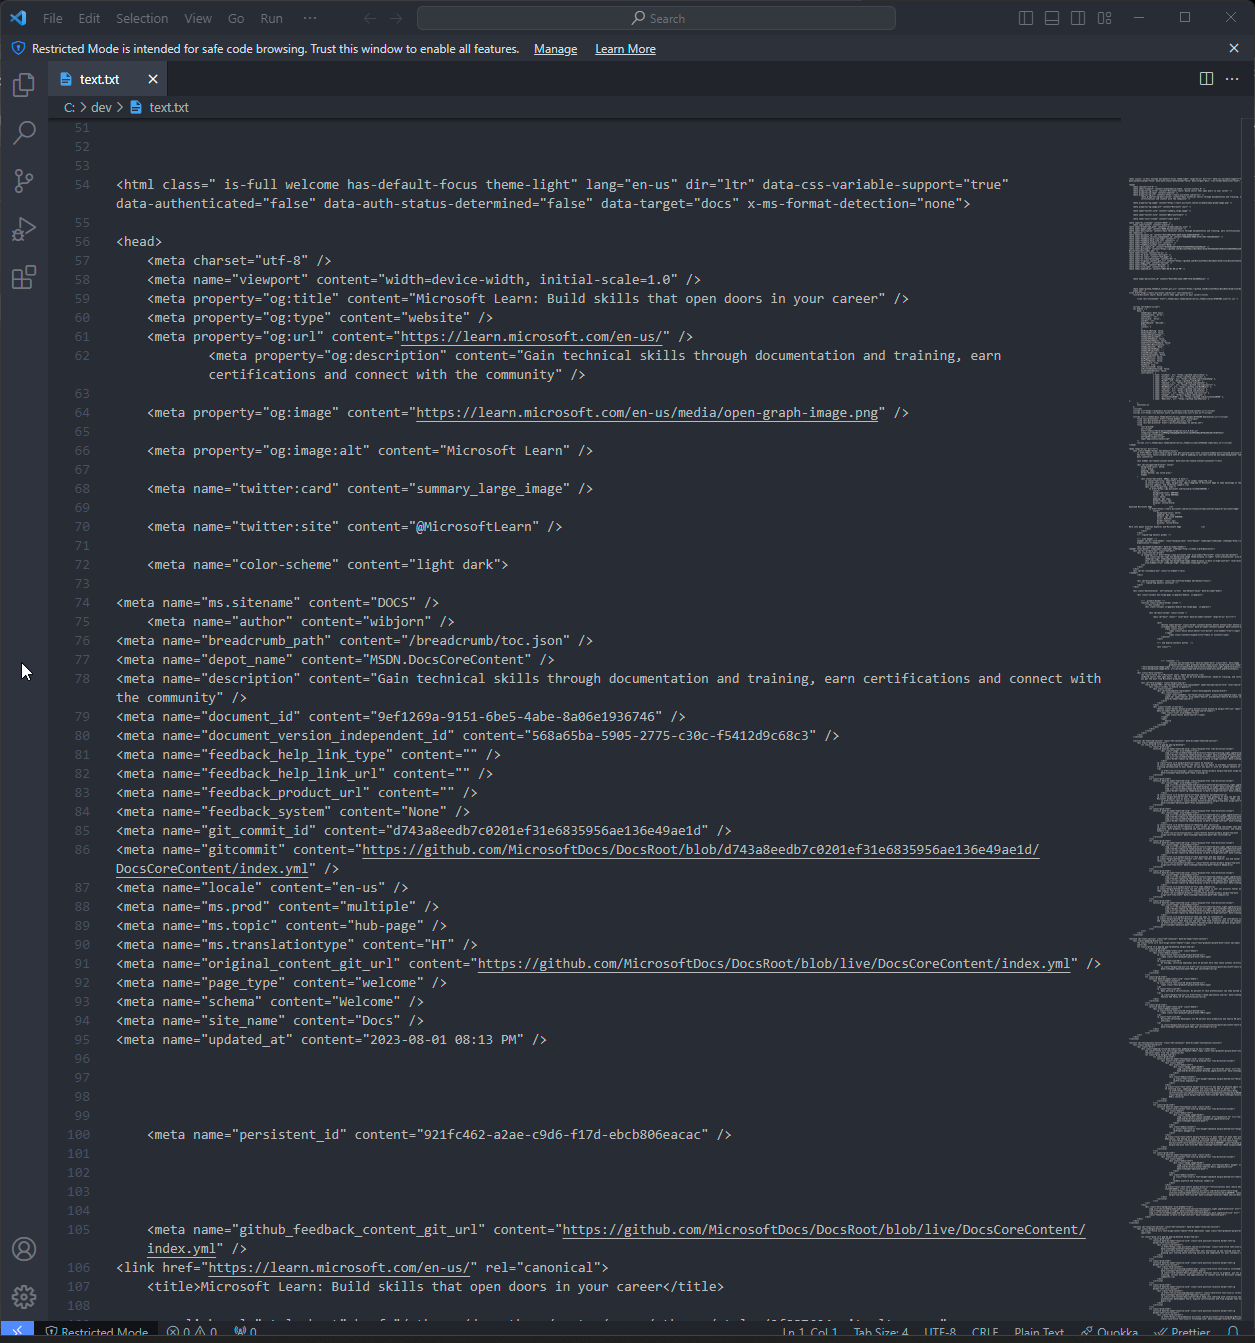 File Edit Selection View Go Run ··· Search
Restricted Mode is intended for safe code browsing. Trust this window to enable all features. Manage Learn More
text.txt
C: > dev > text.txt
51
52
53
54 <html class=" is-full welcome has-default-focus theme-light" lang="en-us" dir="ltr" data-css-variable-support="true"
data-authenticated="false" data-auth-status-determined="false" data-target="docs" x-ms-format-detection="none">
55
56 <head>
57 <meta charset="utf-8" />
58 <meta name="viewport" content="width=device-width, initial-scale=1.0" />
59 <meta property="og:title" content="Microsoft Learn: Build skills that open doors in your career" />
60 <meta property="og:type" content="website" />
61 <meta property="og:url" content="https://learn.microsoft.com/en-us/" />
62 <meta property="og:description" content="Gain technical skills through documentation and training, earn
certifications and connect with the community" />
63
64 <meta property="og:image" content="https://learn.microsoft.com/en-us/media/open-graph-image.png" />
65
66 <meta property="og:image:alt" content="Microsoft Learn" />
67
68 <meta name="twitter:card" content="summary_large_image" />
69
70 <meta name="twitter:site" content="@MicrosoftLearn" />
71
72 <meta name="color-scheme" content="light dark">
73
74 <meta name="ms.sitename" content="DOCS" />
75 <meta name="author" content="wibjorn" />
76 <meta name="breadcrumb_path" content="/breadcrumb/toc.json" />
77 <meta name="depot_name" content="MSDN.DocsCoreContent" />
78 <meta name="description" content="Gain technical skills through documentation and training, earn certifications and connect with
the community" />
79 <meta name="document_id" content="9ef1269a-9151-6be5-4abe-8a06e1936746" />
80 <meta name="document_version_independent_id" content="568a65ba-5905-2775-c30c-f5412d9c68c3" />
81 <meta name="feedback_help_link_type" content="" />
82 <meta name="feedback_help_link_url" content="" />
83 <meta name="feedback_product_url" content="" />
84 <meta name="feedback_system" content="None" />
85 <meta name="git_commit_id" content="d743a8eedb7c0201ef31e6835956ae136e49ae1d" />
86 <meta name="gitcommit" content="https://github.com/MicrosoftDocs/DocsRoot/blob/d743a8eedb7c0201ef31e6835956ae136e49ae1d/
DocsCoreContent/index.yml" />
87 <meta name="locale" content="en-us" />
88 <meta name="ms.prod" content="multiple" />
89 <meta name="ms.topic" content="hub-page" />
90 <meta name="ms.translationtype" content="HT" />
91 <meta name="original_content_git_url" content="https://github.com/MicrosoftDocs/DocsRoot/blob/live/DocsCoreContent/index.yml" />
92 <meta name="page_type" content="welcome" />
93 <meta name="schema" content="Welcome" />
94 <meta name="site_name" content="Docs" />
95 <meta name="updated_at" content="2023-08-01 08:13 PM" />
96
97
98
99
100 <meta name="persistent_id" content="921fc462-a2ae-c9d6-f17d-ebcb806eacac" />
101
102
103
104
105 <meta name="github_feedback_content_git_url" content="https://github.com/MicrosoftDocs/DocsRoot/blob/live/DocsCoreContent/
index.yml" />
106 <link href="https://learn.microsoft.com/en-us/" rel="canonical">
107 <title>Microsoft Learn: Build skills that open doors in your career</title>
108
Restricted Mode 0 0 0 Ln 1, Col 1 Tab Size: 4 UTF-8 CRLF Plain Text Quokka Prettier